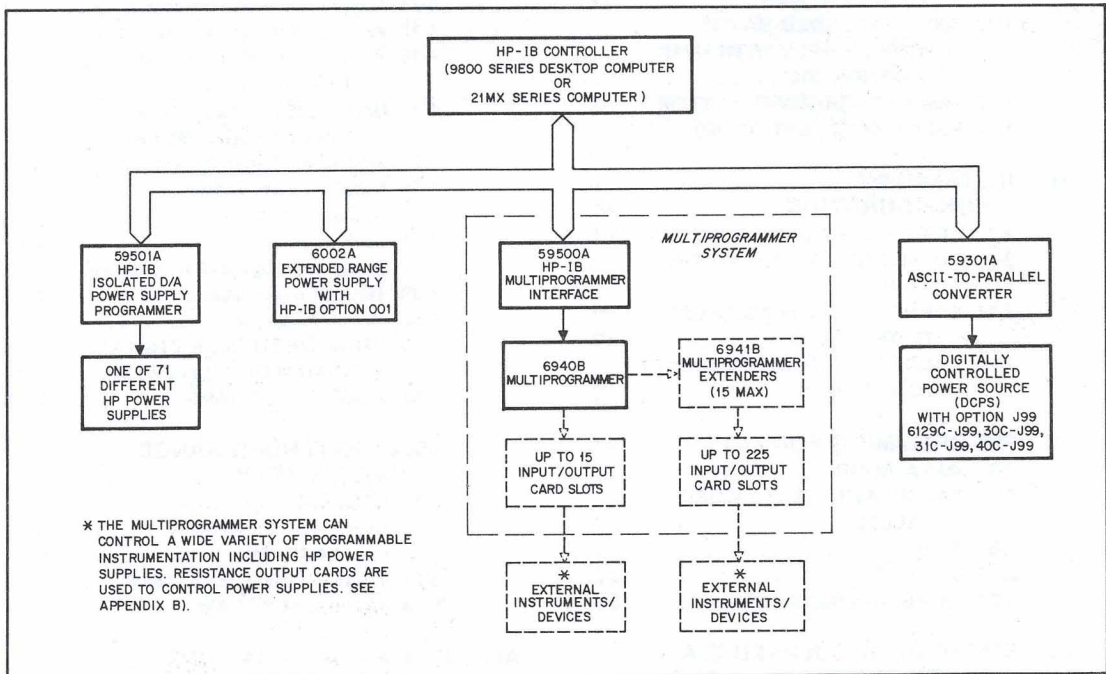 HP-IB CONTROLLER
(9800 SERIES DESKTOP COMPUTER
OR
21MX SERIES COMPUTER)
59501A
HP-IB
ISOLATED D/A
POWER SUPPLY
PROGRAMMER
ONE OF 71
DIFFERENT
HP POWER
SUPPLIES
6002A
EXTENDED RANGE
POWER SUPPLY
WITH
HP-IB OPTION 001
MULTIPROGRAMMER
SYSTEM
59500A
HP-IB
MULTIPROGRAMMER
INTERFACE
6940B
MULTIPROGRAMMER
6941B
MULTIPROGRAMMER
EXTENDERS
(15 MAX)
UP TO 15
INPUT/OUTPUT
CARD SLOTS
UP TO 225
INPUT/OUTPUT
CARD SLOTS
*
EXTERNAL
INSTRUMENTS/
DEVICES
*
EXTERNAL
INSTRUMENTS/
DEVICES
59301A
ASCII-TO-PARALLEL
CONVERTER
DIGITALLY
CONTROLLED
POWER SOURCE
(DCPS)
WITH OPTION J99
6129C-J99,30C-J99,
31C-J99,40C-J99
* THE MULTIPROGRAMMER SYSTEM CAN
CONTROL A WIDE VARIETY OF PROGRAMMABLE
INSTRUMENTATION INCLUDING HP POWER
SUPPLIES. RESISTANCE OUTPUT CARDS ARE
USED TO CONTROL POWER SUPPLIES. SEE
APPENDIX B).